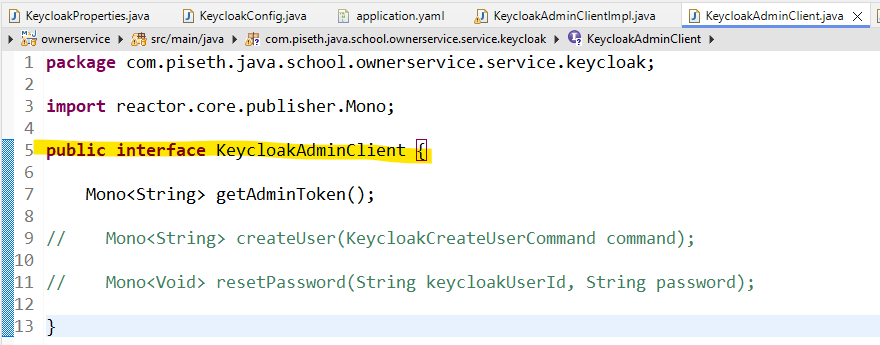 KeycloakProperties.java KeycloakConfig.java application.yaml KeycloakAdminClientImpl.java KeycloakAdminClient.java
ownerservice src/main/java com.piseth.java.school.ownerservice.service.keycloak KeycloakAdminClient
1 package com.piseth.java.school.ownerservice.service.keycloak;
2
3 import reactor.core.publisher.Mono;
4
5 public interface KeycloakAdminClient {
6
7 Mono<String> getAdminToken();
8
9 // Mono<String> createUser(KeycloakCreateUserCommand command);
10
11 // Mono<Void> resetPassword(String keycloakUserId, String password);
12
13 }